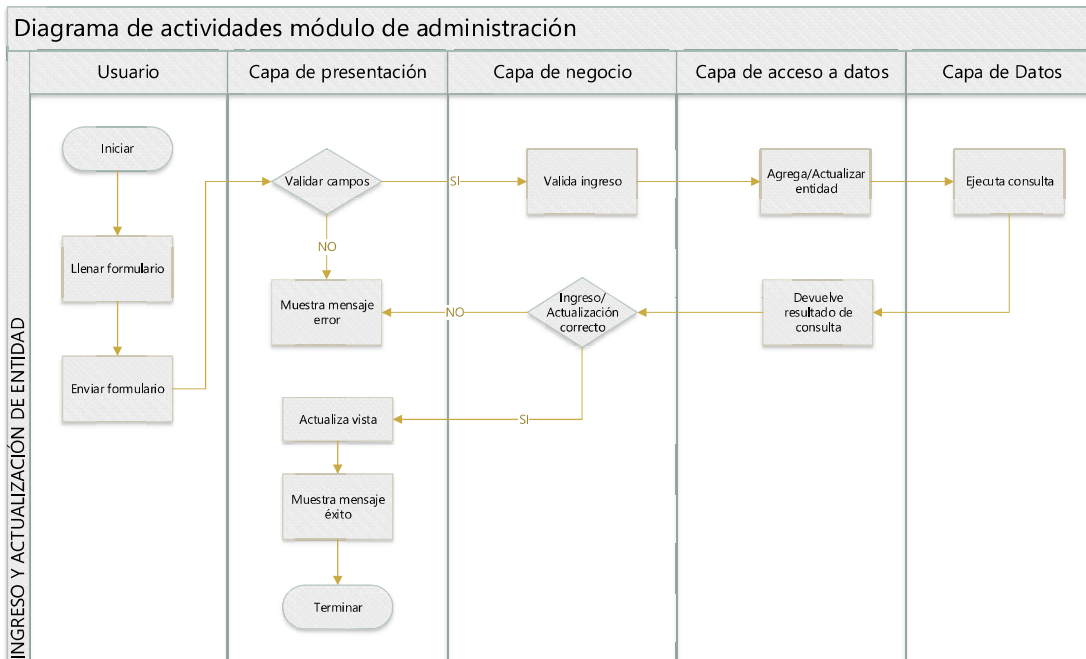 Diagrama de actividades módulo de administración
Usuario
Capa de presentación
Capa de negocio
Capa de acceso a datos
Capa de Datos
INGRESO Y ACTUALIZACIÓN DE ENTIDAD
Iniciar
Llenar formulario
Enviar formulario
Validar campos
SI
Valida ingreso
Agrega/Actualizar
entidad
Ejecuta consulta
NO
Muestra mensaje
error
NO
Ingreso/
Actualización
correcto
Devuelve
resultado de
consulta
Actualiza vista
SI
Muestra mensaje
éxito
Terminar